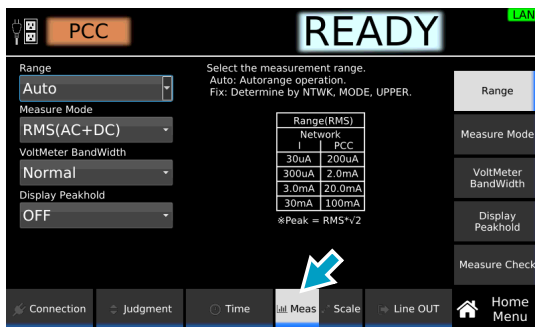 PCC
READY
LAN
Range
Auto
Measure Mode
RMS(AC+DC)
VoltMeter BandWidth
Normal
Display Peakhold
OFF
Select the measurement range.
Auto: Autorange operation.
Fix: Determine by NTWK, MODE, UPPER.
Range(RMS)
Network
I PCC
30uA 200uA
300uA 2.0mA
3.0mA 20.0mA
30mA 100mA
※Peak = RMS*√2
Range
Measure Mode
VoltMeter
BandWidth
Display
Peakhold
Measure Check
Connection
Judgment
Time
Meas
Scale
Line OUT
Home
Menu